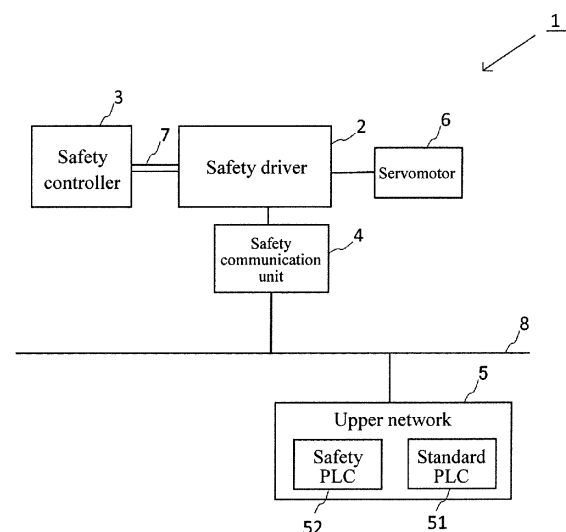 1
3
7
2
6
Safety
controller
Safety driver
Servomotor
4
Safety
communication
unit
8
5
Upper network
Safety
PLC
Standard
PLC
52
51